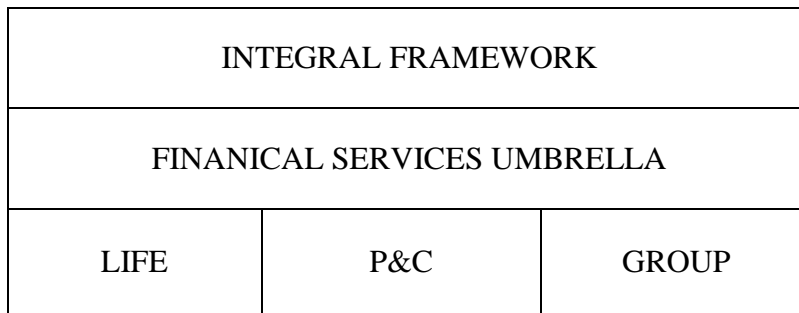 INTEGRAL FRAMEWORK
FINANICAL SERVICES UMBRELLA
LIFE P&C GROUP